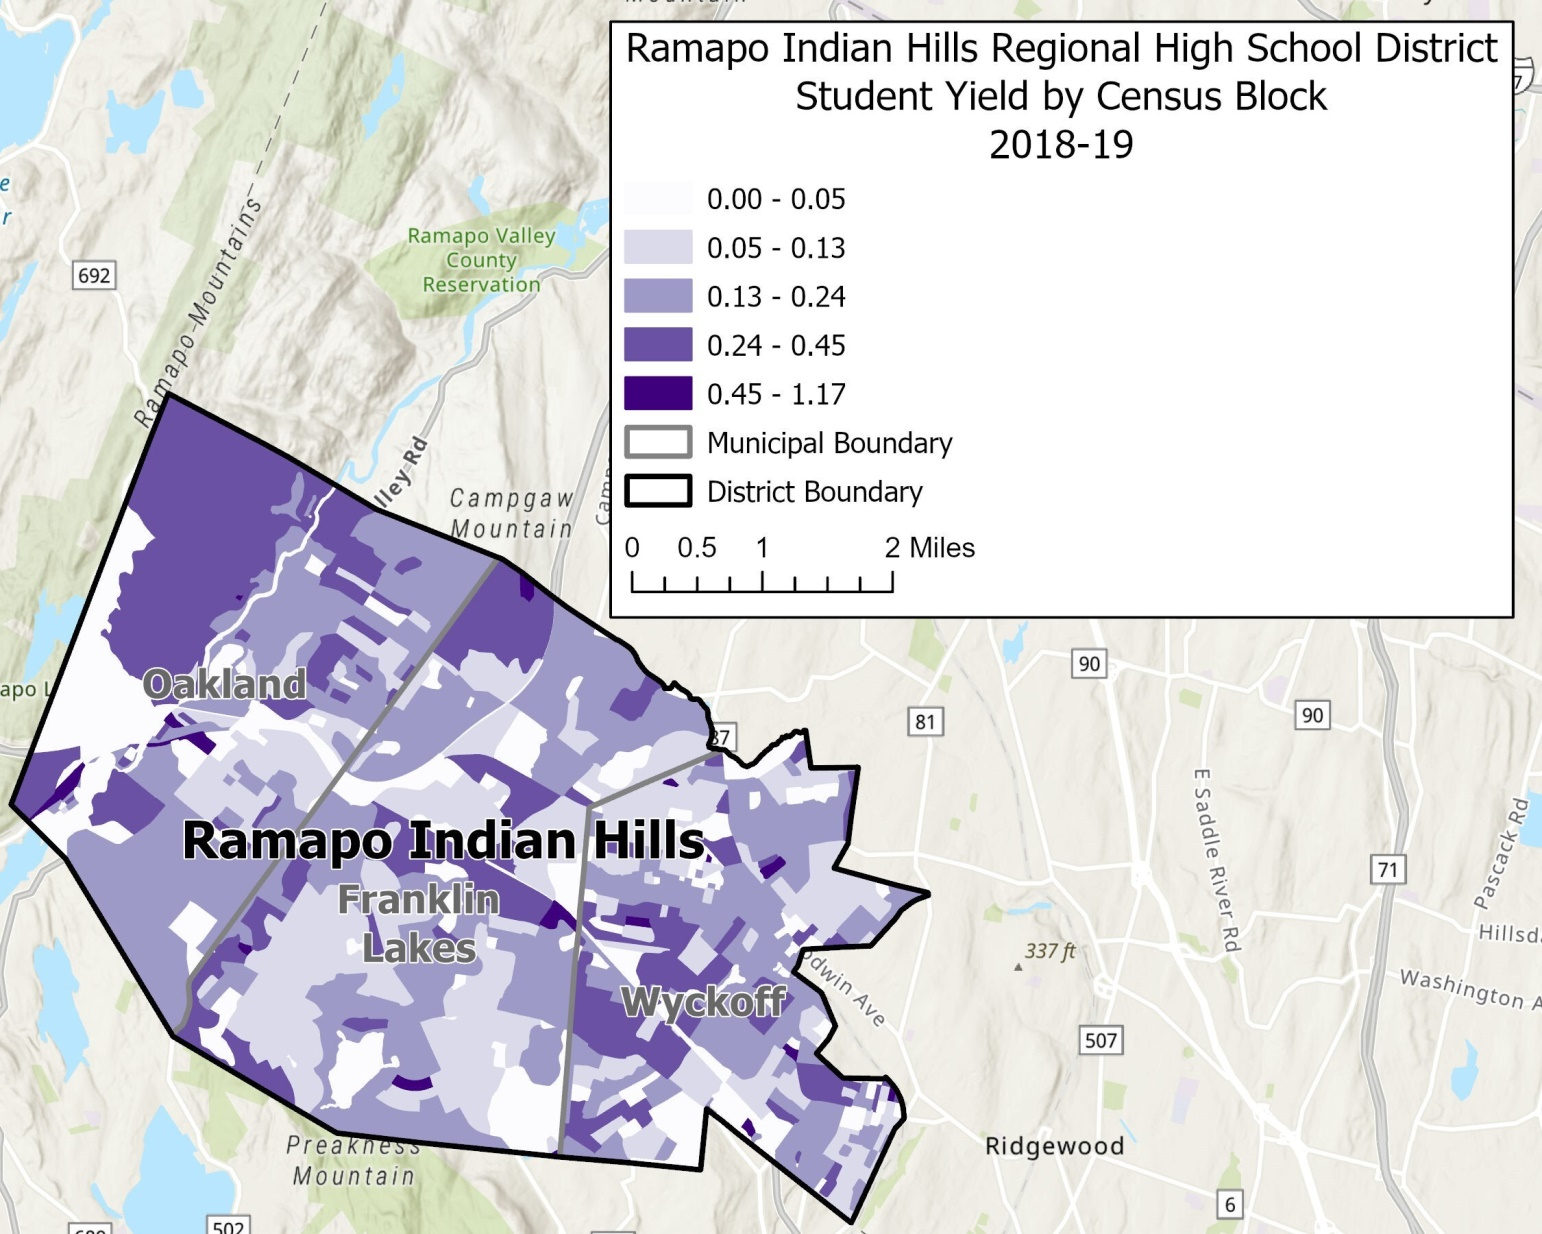 Ramapo Indian Hills Regional High School District
Student Yield by Census Block
2018-19
0.00 - 0.05
0.05 - 0.13
0.13 - 0.24
0.24 - 0.45
0.45 - 1.17
Municipal Boundary
District Boundary
0 0.5 1 2 Miles
Ramapo Valley
County
Reservation
692
Ramapo Mountains
Campgaw
Mountain
Oakland
Ramapo Indian Hills
Franklin
Lakes
Wyckoff
90
81
90
E Saddle River Rd
Pascack Rd
71
337 ft
507
Ridgewood
6
Preakness
Mountain
502